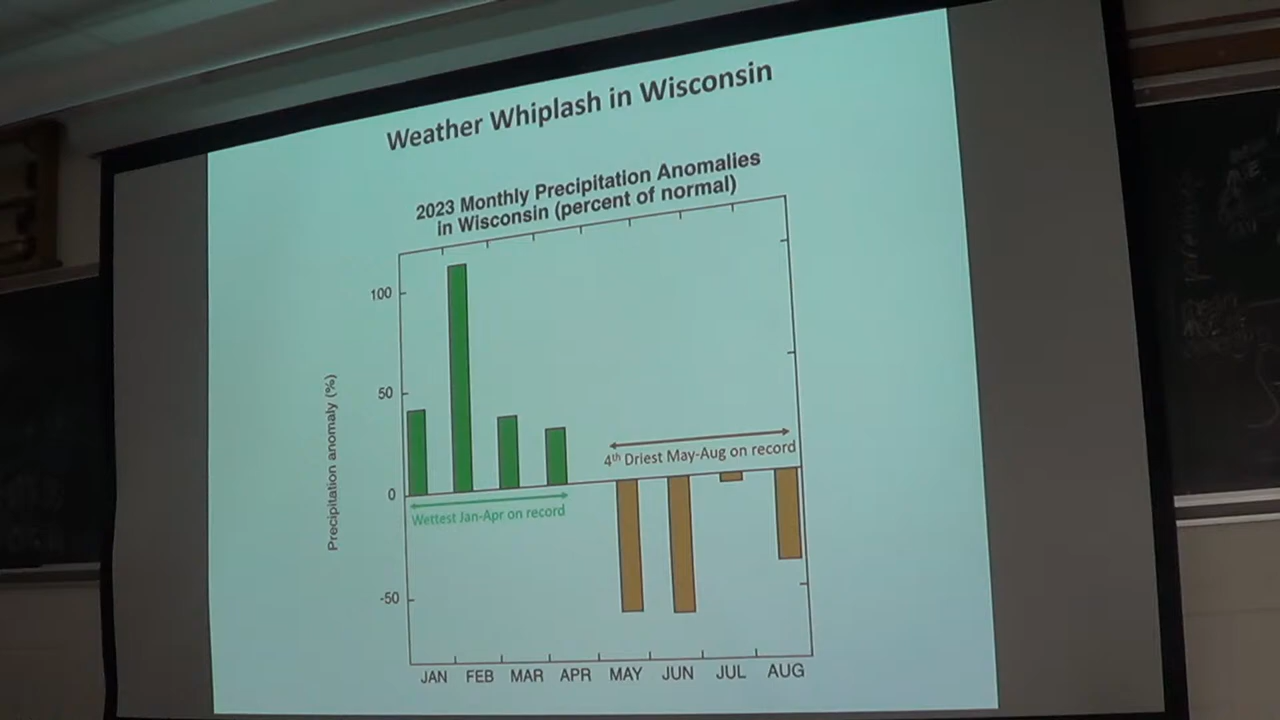 Weather Whiplash in Wisconsin
2023 Monthly Precipitation Anomalies
in Wisconsin (percent of normal)
Precipitation anomaly (%)
100
50
0
-50
4th Driest May-Aug on record
Wettest Jan-Apr on record
JAN FEB MAR APR MAY JUN JUL AUG